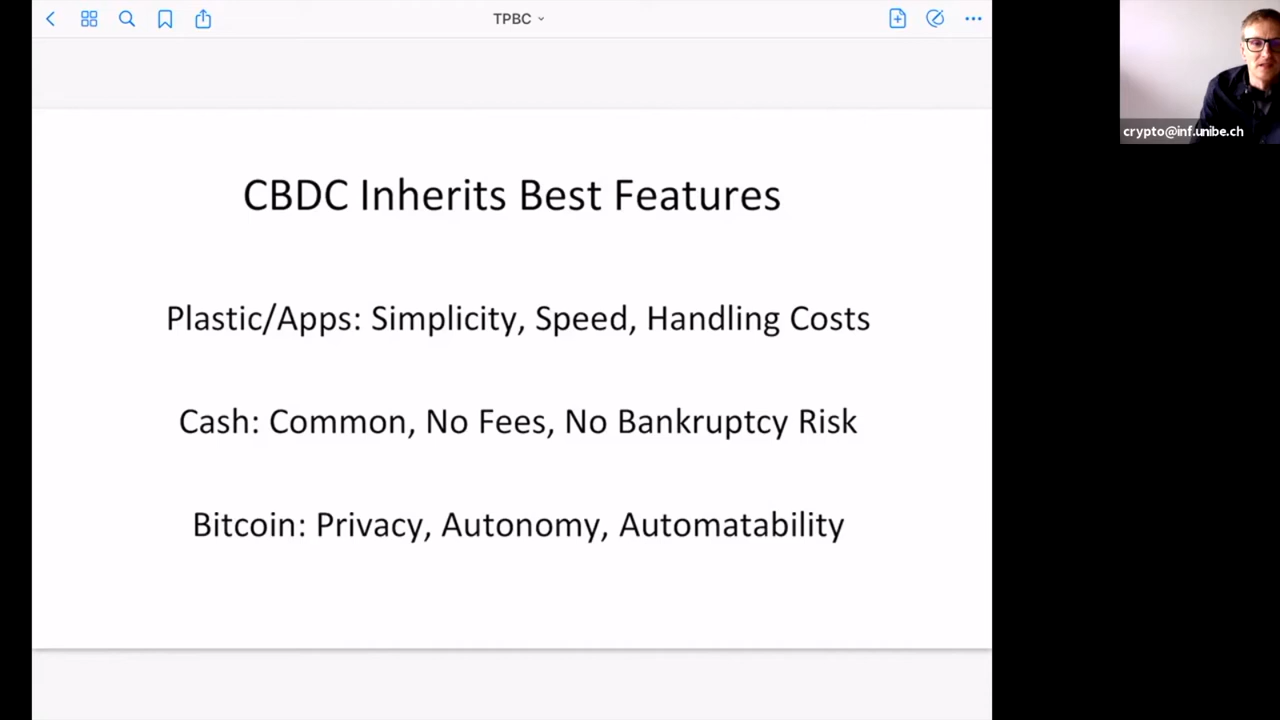 TPBC
crypto@inf.unibe.ch
CBDC Inherits Best Features
Plastic/Apps: Simplicity, Speed, Handling Costs
Cash: Common, No Fees, No Bankruptcy Risk
Bitcoin: Privacy, Autonomy, Automatability